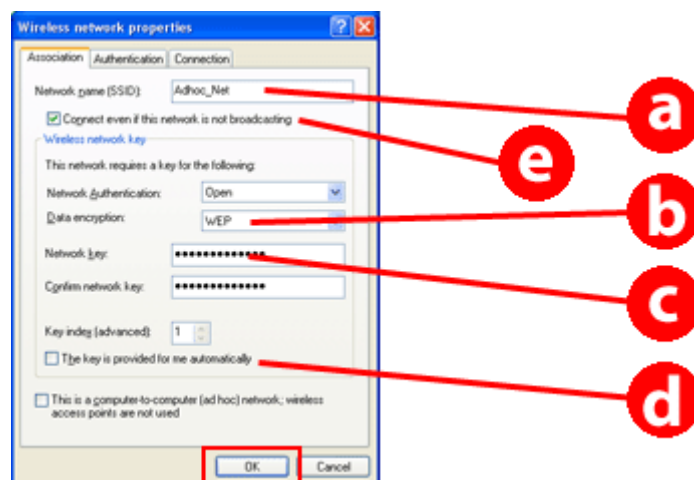 Wireless network properties
Association Authentication Connection
Network name (SSID): Adhoc_Net
a
Connect even if this network is not broadcasting
e
Wireless network key
This network requires a key for the following:
Network Authentication: Open
b
Data encryption: WEP
Network key: •••••••••••••
c
Confirm network key: •••••••••••••
Key index (advanced): 1
The key is provided for me automatically
d
This is a computer-to-computer (ad hoc) network; wireless
access points are not used
OK Cancel